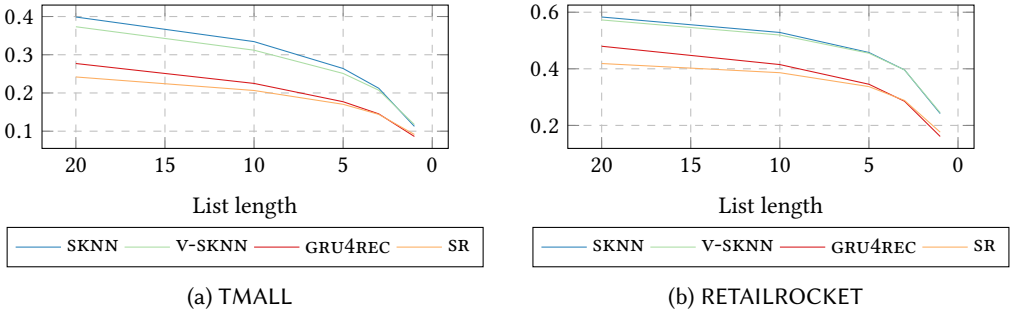 0.4
0.3
0.2
0.1
20 15 10 5 0
List length
SKNN V-SKNN GRU4REC SR
(a) TMALL
0.6
0.4
0.2
20 15 10 5 0
List length
SKNN V-SKNN GRU4REC SR
(b) RETAILROCKET